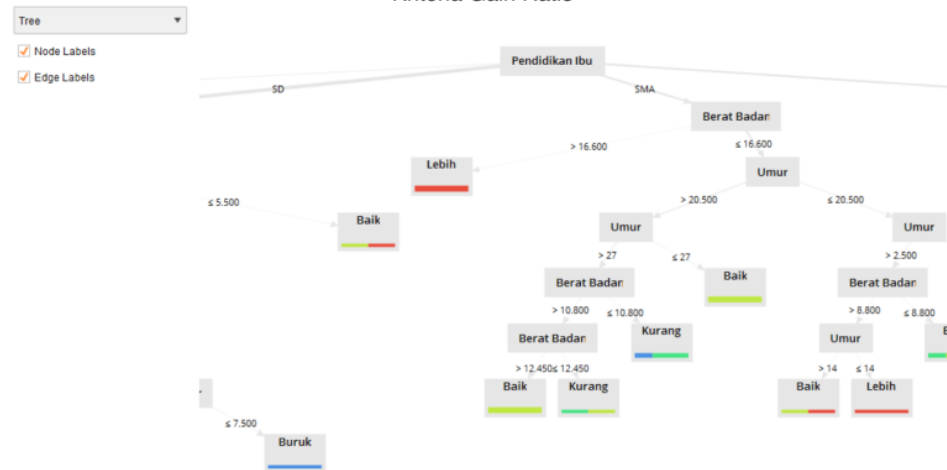 Tree
Node Labels
Edge Labels
Pendidikan Ibu
SD
SMA
Berat Badan
> 16.600
≤ 16.600
Lebih
Umur
≤ 5.500
> 20.500
≤ 20.500
Baik
Umur
Umur
> 27
≤ 27
> 2.500
Berat Badan
Baik
Berat Badan
> 10.800
≤ 10.800
> 8.800
≤ 8.800
Berat Badan
Kurang
Umur
> 12.450
≤ 12.450
> 14
≤ 14
Baik
Kurang
Baik
Lebih
≤ 7.500
Buruk